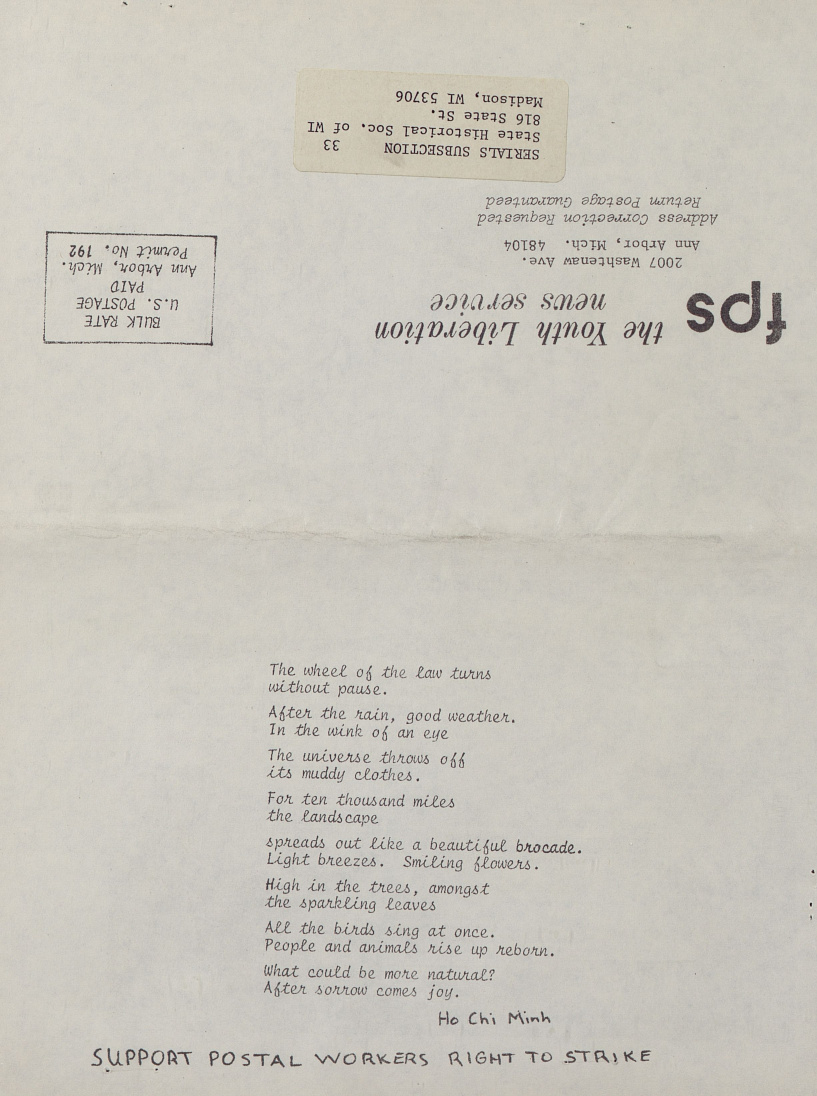 fps
the Youth Liberation
news service
2007 Washtenaw Ave.
Ann Arbor, Mich. 48104
Address Correction Requested
Return Postage Guaranteed
BULK RATE
U.S. POSTAGE
PAID
Ann Arbor, Mich.
Permit No. 192
SERIALS SUBSECTION 33
State Historical Soc. of WI
816 State St.
Madison, WI 53706
The wheel of the law turns
without pause.
After the rain, good weather.
In the wink of an eye
The universe throws off
its muddy clothes.
For ten thousand miles
the landscape
spreads out like a beautiful brocade.
Light breezes. Smiling flowers.
High in the trees, amongst
the sparkling leaves
All the birds sing at once.
People and animals rise up reborn.
What could be more natural?
After sorrow comes joy.
Ho Chi Minh
SUPPORT POSTAL WORKERS RIGHT TO STRIKE